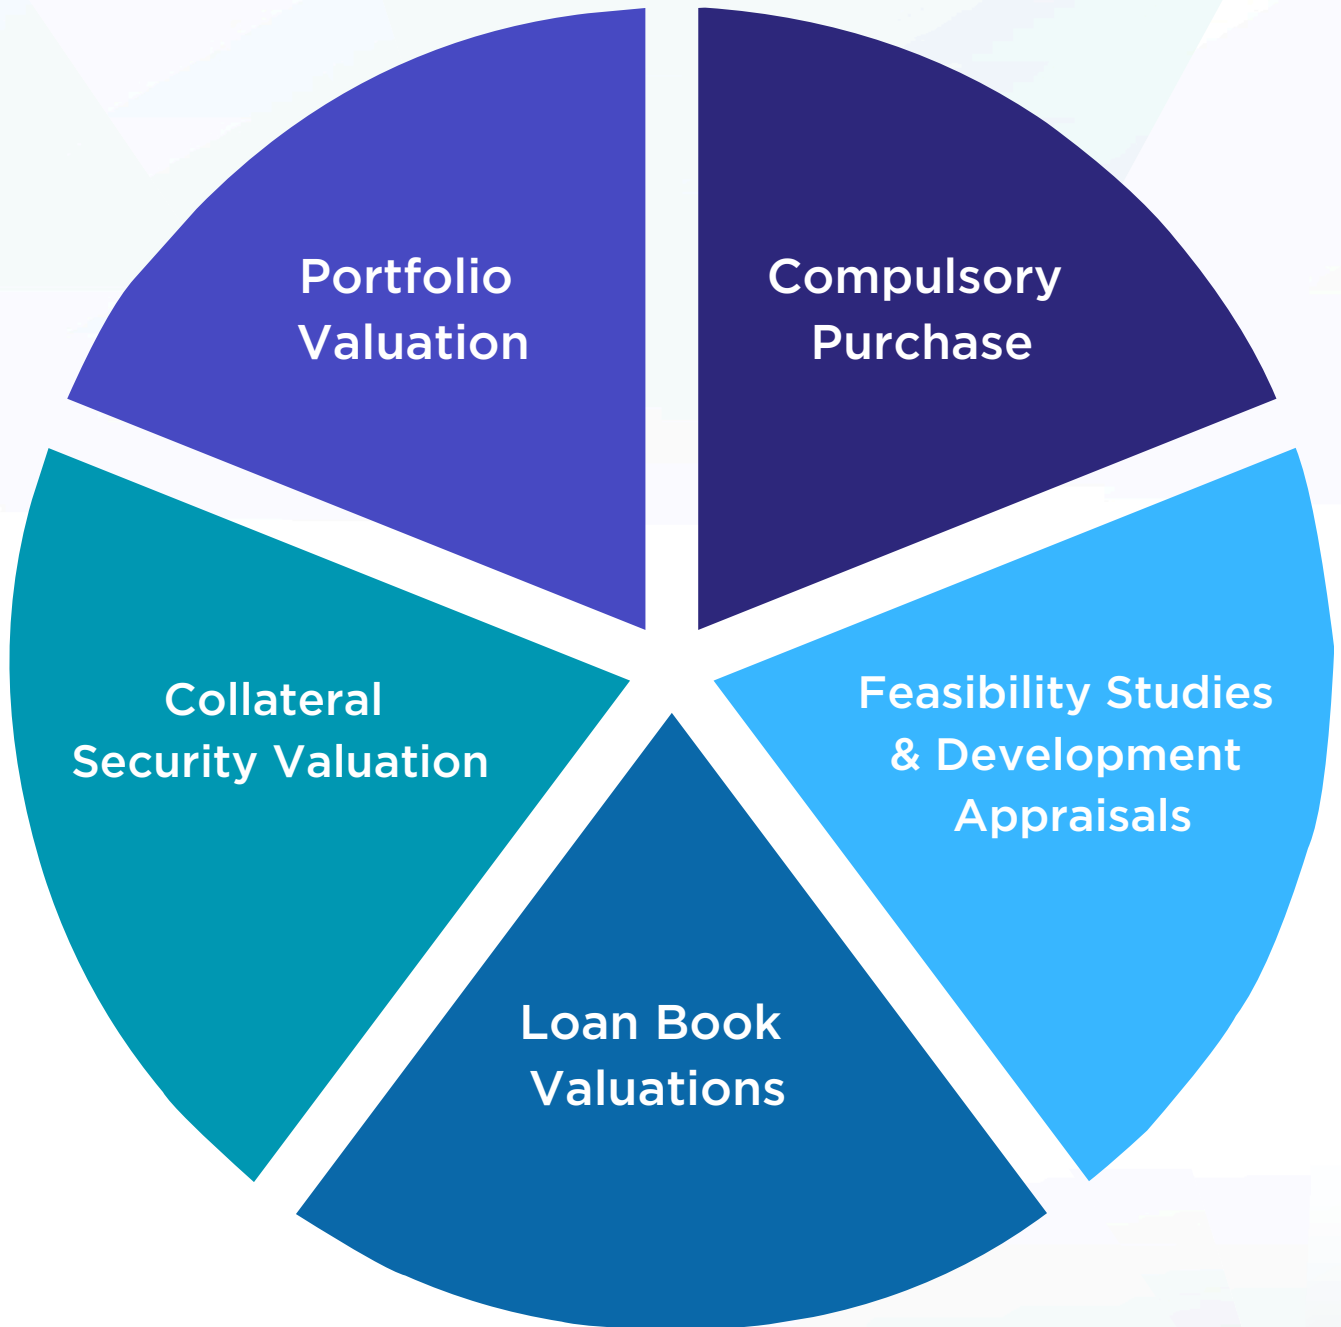 Portfolio
Valuation
Compulsory
Purchase
Collateral
Security Valuation
Feasibility Studies
& Development
Appraisals
Loan Book
Valuations